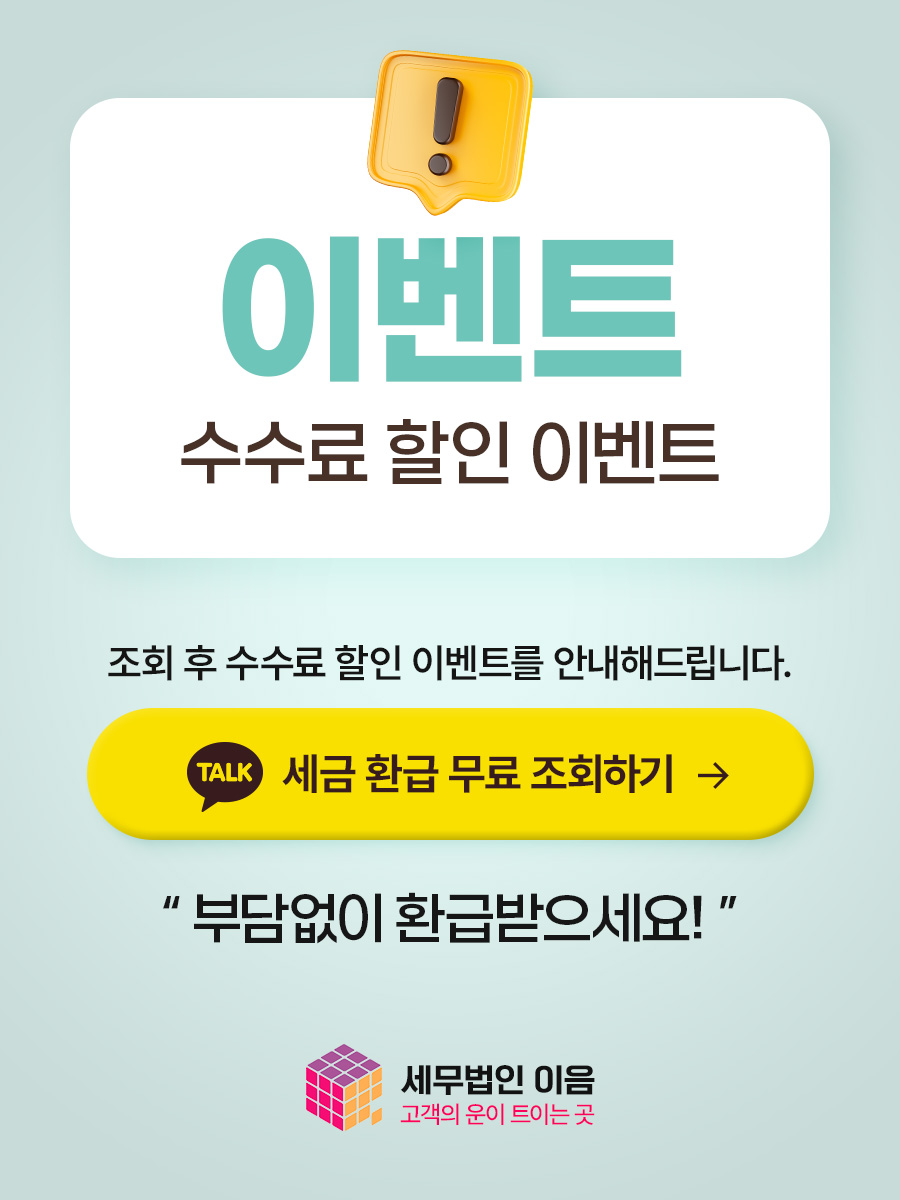 이벤트
수수료 할인 이벤트
조회 후 수수료 할인 이벤트를 안내해드립니다.
TALK 세금 환급 무료 조회하기 →
“ 부담없이 환급받으세요! ”
세무법인 이음
고객의 운이 트이는 곳